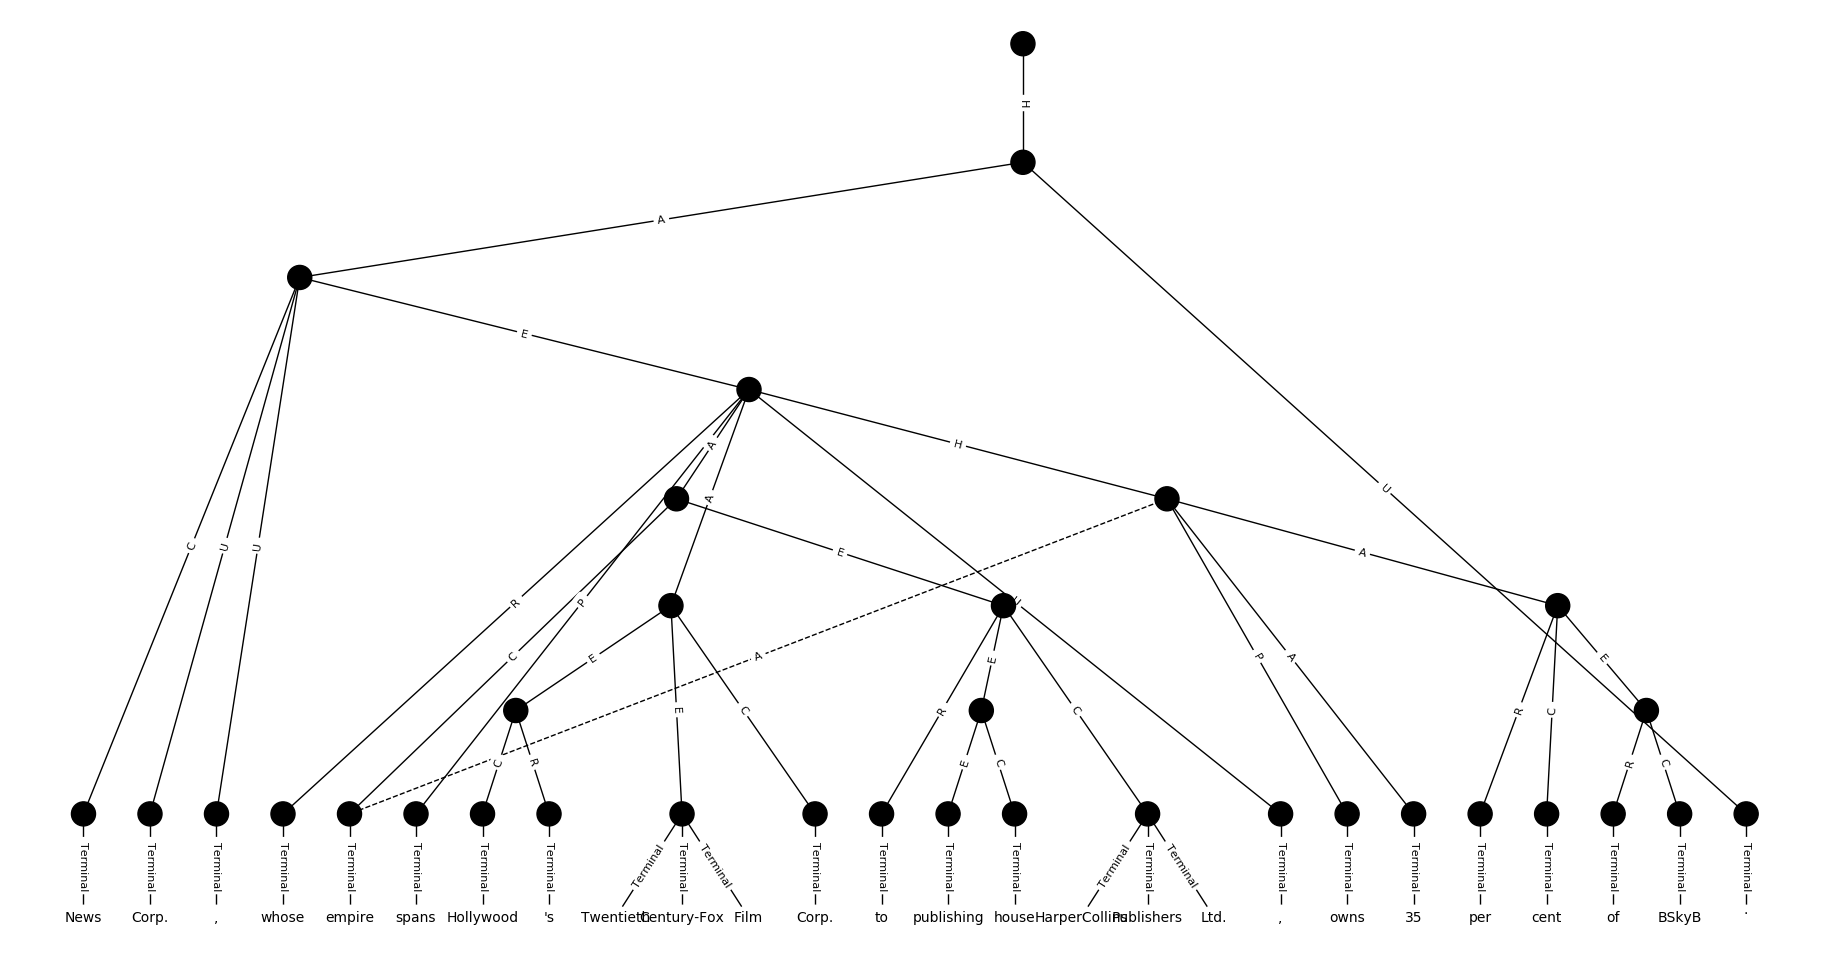 H
A
E
A
H
A
U
C
U
U
E
A
R
P
U
C
E
A
P
A
E
E
C
R
E
C
R
C
C
R
E
C
R
C
Terminal Terminal Terminal Terminal Terminal Terminal Terminal Terminal Terminal Terminal Terminal Terminal Terminal Terminal Terminal Terminal Terminal Terminal Terminal Terminal Terminal Terminal Terminal Terminal Terminal Terminal
News Corp. , whose empire spans Hollywood 's Twentieth Century-Fox Film Corp. to publishing house HarperCollins Publishers Ltd. , owns 35 per cent of BSkyB .